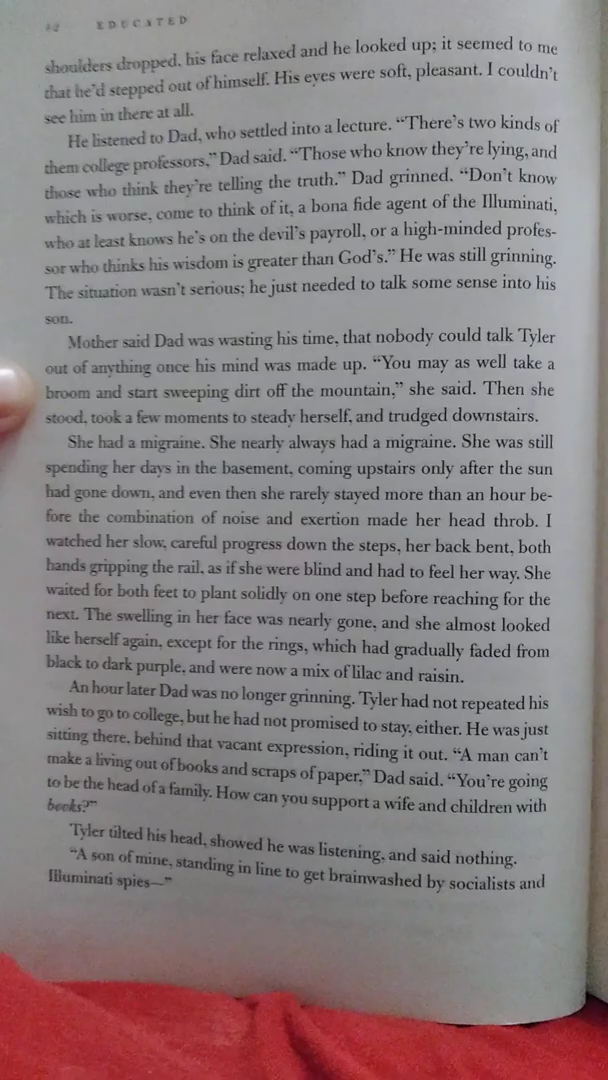 EDUCATED
shoulders dropped, his face relaxed and he looked up; it seemed to me
that he'd stepped out of himself. His eyes were soft, pleasant. I couldn't
see him in there at all.
He listened to Dad, who settled into a lecture. “There's two kinds of
them college professors,” Dad said. “Those who know they're lying, and
those who think they're telling the truth.” Dad grinned. “Don't know
which is worse, come to think of it, a bona fide agent of the Illuminati,
who at least knows he's on the devil's payroll, or a high-minded profes-
sor who thinks his wisdom is greater than God's.” He was still grinning.
The situation wasn't serious; he just needed to talk some sense into his
son.
Mother said Dad was wasting his time, that nobody could talk Tyler
out of anything once his mind was made up. “You may as well take a
broom and start sweeping dirt off the mountain,” she said. Then she
stood, took a few moments to steady herself, and trudged downstairs.
She had a migraine. She nearly always had a migraine. She was still
spending her days in the basement, coming upstairs only after the sun
had gone down, and even then she rarely stayed more than an hour be-
fore the combination of noise and exertion made her head throb. I
watched her slow, careful progress down the steps, her back bent, both
hands gripping the rail, as if she were blind and had to feel her way. She
waited for both feet to plant solidly on one step before reaching for the
next. The swelling in her face was nearly gone, and she almost looked
like herself again, except for the rings, which had gradually faded from
black to dark purple, and were now a mix of lilac and raisin.
An hour later Dad was no longer grinning. Tyler had not repeated his
wish to go to college, but he had not promised to stay, either. He was just
sitting there, behind that vacant expression, riding it out. “A man can't
make a living out of books and scraps of paper,” Dad said. “You're going
to be the head of a family. How can you support a wife and children with
books?”
Tyler tilted his head, showed he was listening, and said nothing.
“A son of mine, standing in line to get brainwashed by socialists and
Illuminati spies—”